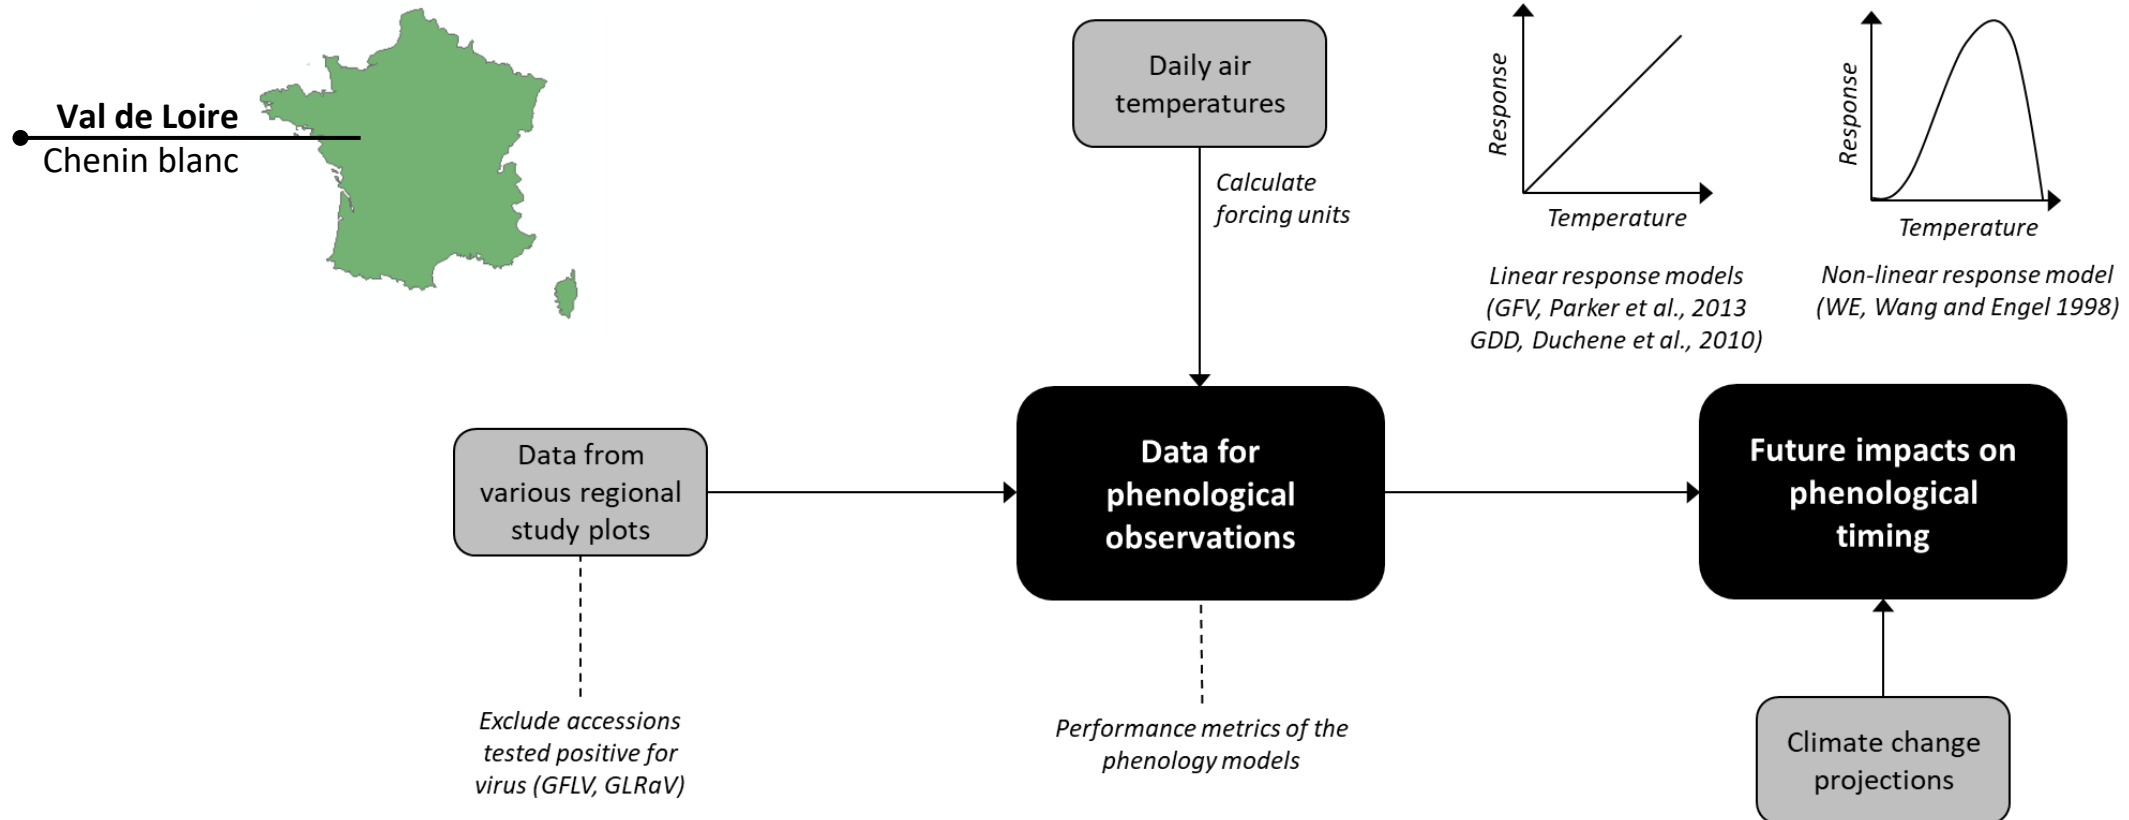 Val de Loire
Chenin blanc
Daily air
temperatures
Calculate
forcing units
Response
Temperature
Linear response models
(GFV, Parker et al., 2013
GDD, Duchene et al., 2010)
Response
Temperature
Non-linear response model
(WE, Wang and Engel 1998)
Data from
various regional
study plots
Data for
phenological
observations
Future impacts on
phenological
timing
Exclude accessions
tested positive for
virus (GFLV, GLRaV)
Performance metrics of the
phenology models
Climate change
projections